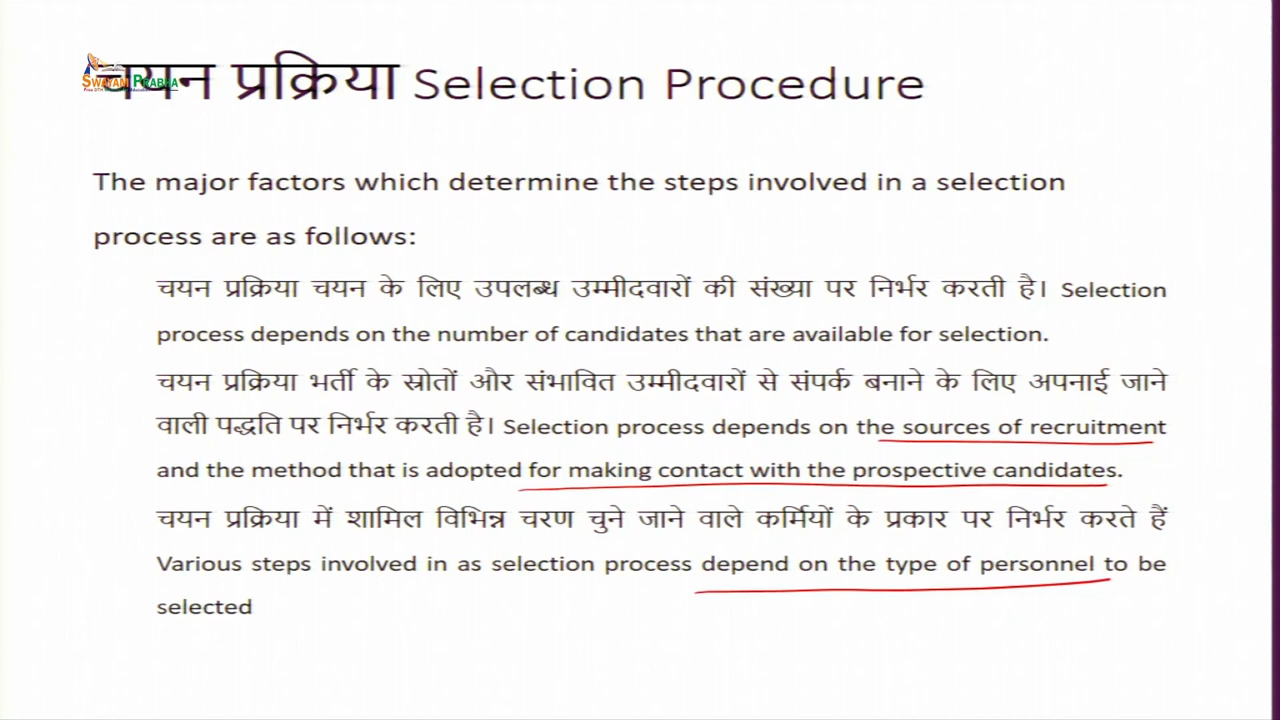 चयन प्रक्रिया Selection Procedure
SWAYAM PRABHA
The major factors which determine the steps involved in a selection
process are as follows:
चयन प्रक्रिया चयन के लिए उपलब्ध उम्मीदवारों की संख्या पर निर्भर करती है। Selection
process depends on the number of candidates that are available for selection.
चयन प्रक्रिया भर्ती के स्रोतों और संभावित उम्मीदवारों से संपर्क बनाने के लिए अपनाई जाने
वाली पद्धति पर निर्भर करती है। Selection process depends on the sources of recruitment
and the method that is adopted for making contact with the prospective candidates.
चयन प्रक्रिया में शामिल विभिन्न चरण चुने जाने वाले कर्मियों के प्रकार पर निर्भर करते हैं
Various steps involved in as selection process depend on the type of personnel to be
selected